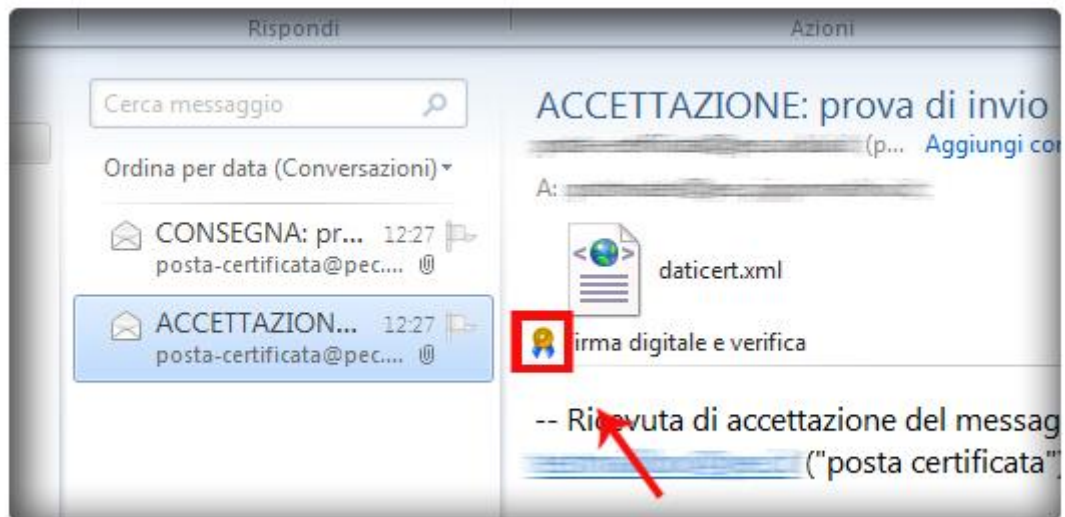 Rispondi
Azioni
Cerca messaggio
Ordina per data (Conversazioni)
CONSEGNA: pr... 12:27
posta-certificata@pec....
ACCETTAZION... 12:27
posta-certificata@pec....
ACCETTAZIONE: prova di invio
(p... Aggiungi co
A:
daticert.xml
irma digitale e verifica
-- Ricevuta di accettazione del messag
("posta certificata"